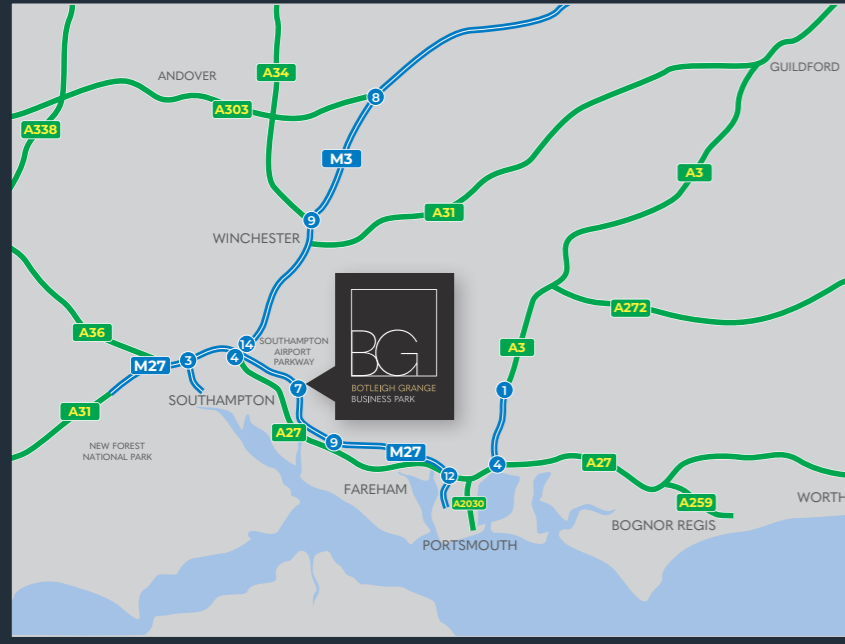 ANDOVER
A34
GUILDFORD
8
A303
A338
M3
A3
A31
9
WINCHESTER
A272
A36
14
SOUTHAMPTON
AIRPORT
PARKWAY
4
3
M27
A3
BG
BOTLEIGH GRANGE
BUSINESS PARK
7
1
SOUTHAMPTON
A31
NEW FOREST
NATIONAL PARK
A27
9
M27
4
A27
12
FAREHAM
A2030
A259
WORTH
BOGNOR REGIS
PORTSMOUTH